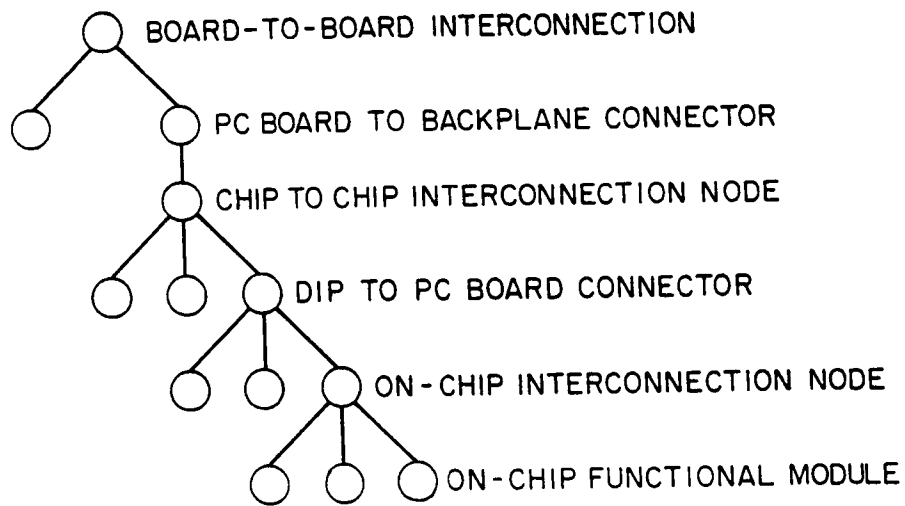 BOARD-TO-BOARD INTERCONNECTION
PC BOARD TO BACKPLANE CONNECTOR
CHIP TO CHIP INTERCONNECTION NODE
DIP TO PC BOARD CONNECTOR
ON-CHIP INTERCONNECTION NODE
ON-CHIP FUNCTIONAL MODULE